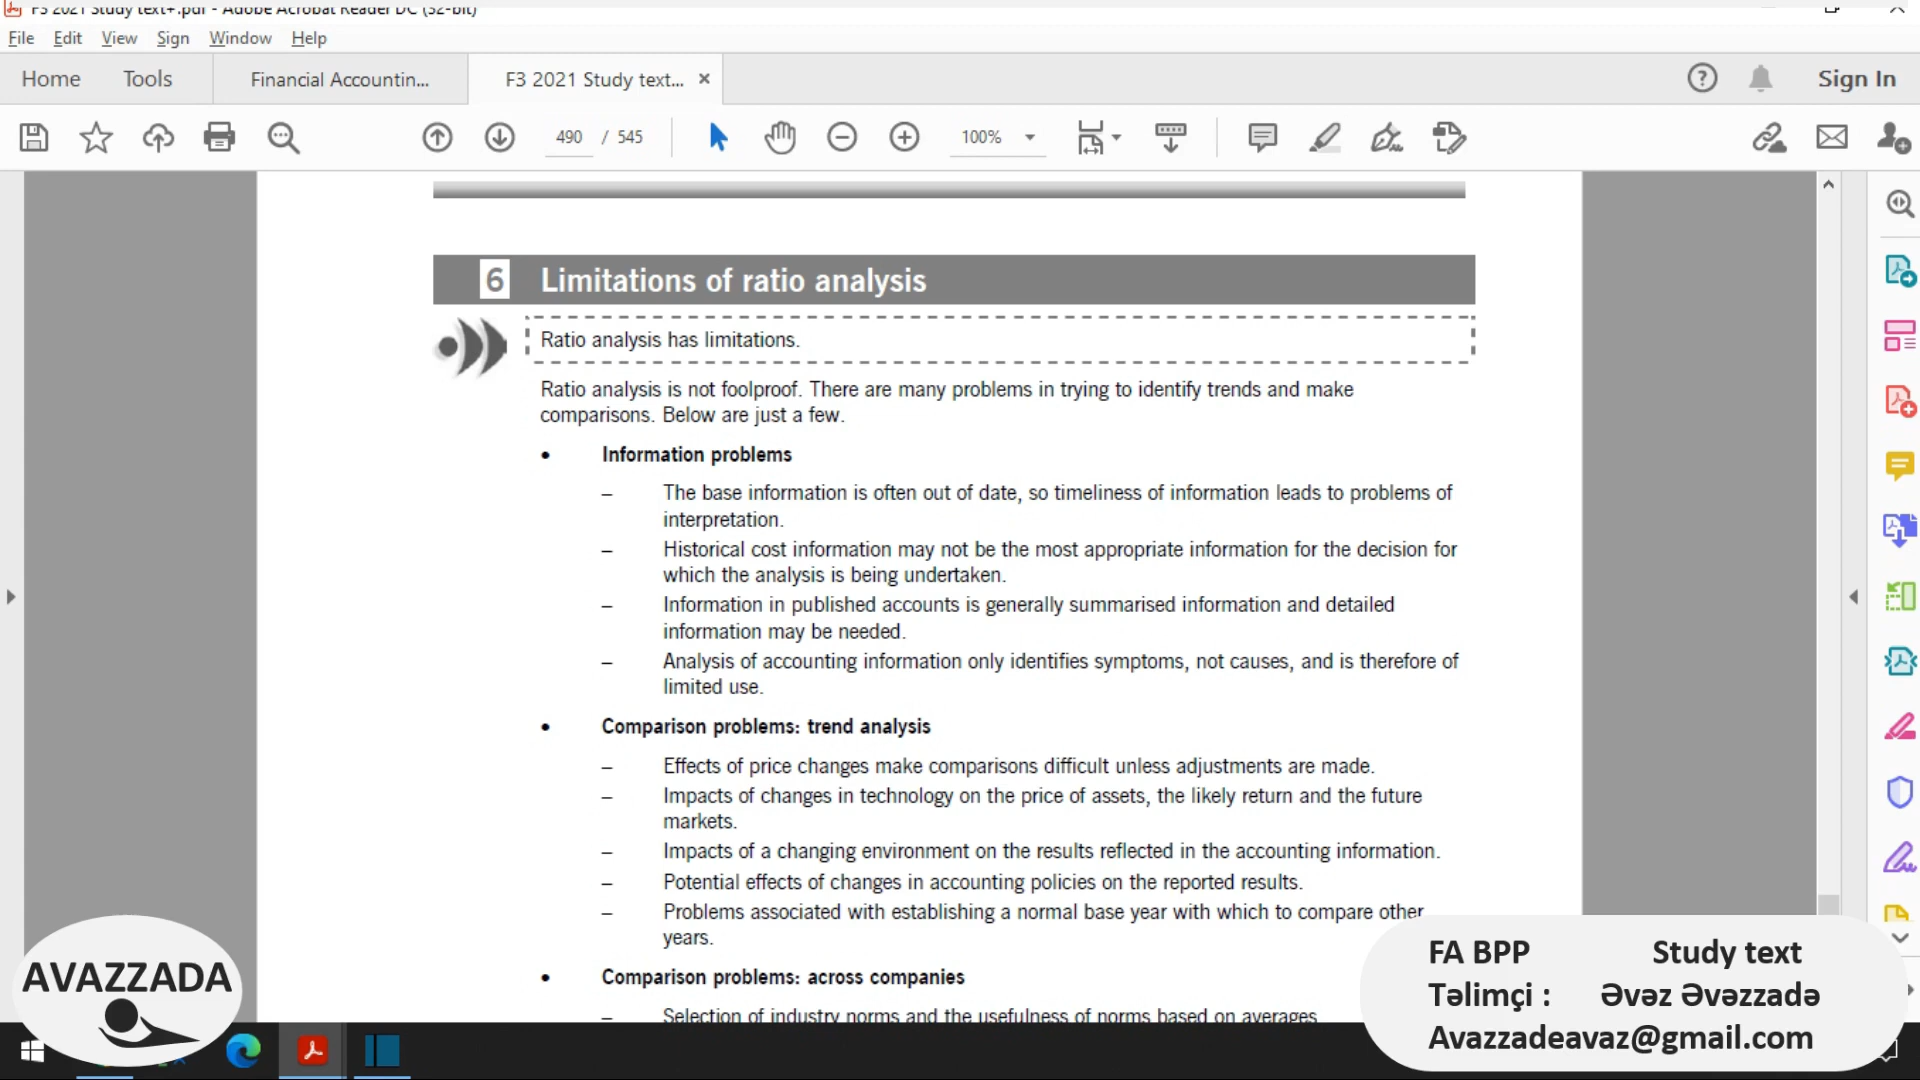 F3 2021 Study text+.pdf - Adobe Acrobat Reader DC (32-bit)
File Edit View Sign Window Help
Home Tools Financial Accountin... F3 2021 Study text... × Sign In
490 / 545 100%
6 Limitations of ratio analysis
Ratio analysis has limitations.
Ratio analysis is not foolproof. There are many problems in trying to identify trends and make
comparisons. Below are just a few.
• Information problems
– The base information is often out of date, so timeliness of information leads to problems of
interpretation.
– Historical cost information may not be the most appropriate information for the decision for
which the analysis is being undertaken.
– Information in published accounts is generally summarised information and detailed
information may be needed.
– Analysis of accounting information only identifies symptoms, not causes, and is therefore of
limited use.
• Comparison problems: trend analysis
– Effects of price changes make comparisons difficult unless adjustments are made.
– Impacts of changes in technology on the price of assets, the likely return and the future
markets.
– Impacts of a changing environment on the results reflected in the accounting information.
– Potential effects of changes in accounting policies on the reported results.
– Problems associated with establishing a normal base year with which to compare other
years.
• Comparison problems: across companies
– Selection of industry norms and the usefulness of norms based on averages
AVAZZADA
FA BPP Study text
Təlimçi : Əvəz Əvəzzadə
Avazzadeavaz@gmail.com